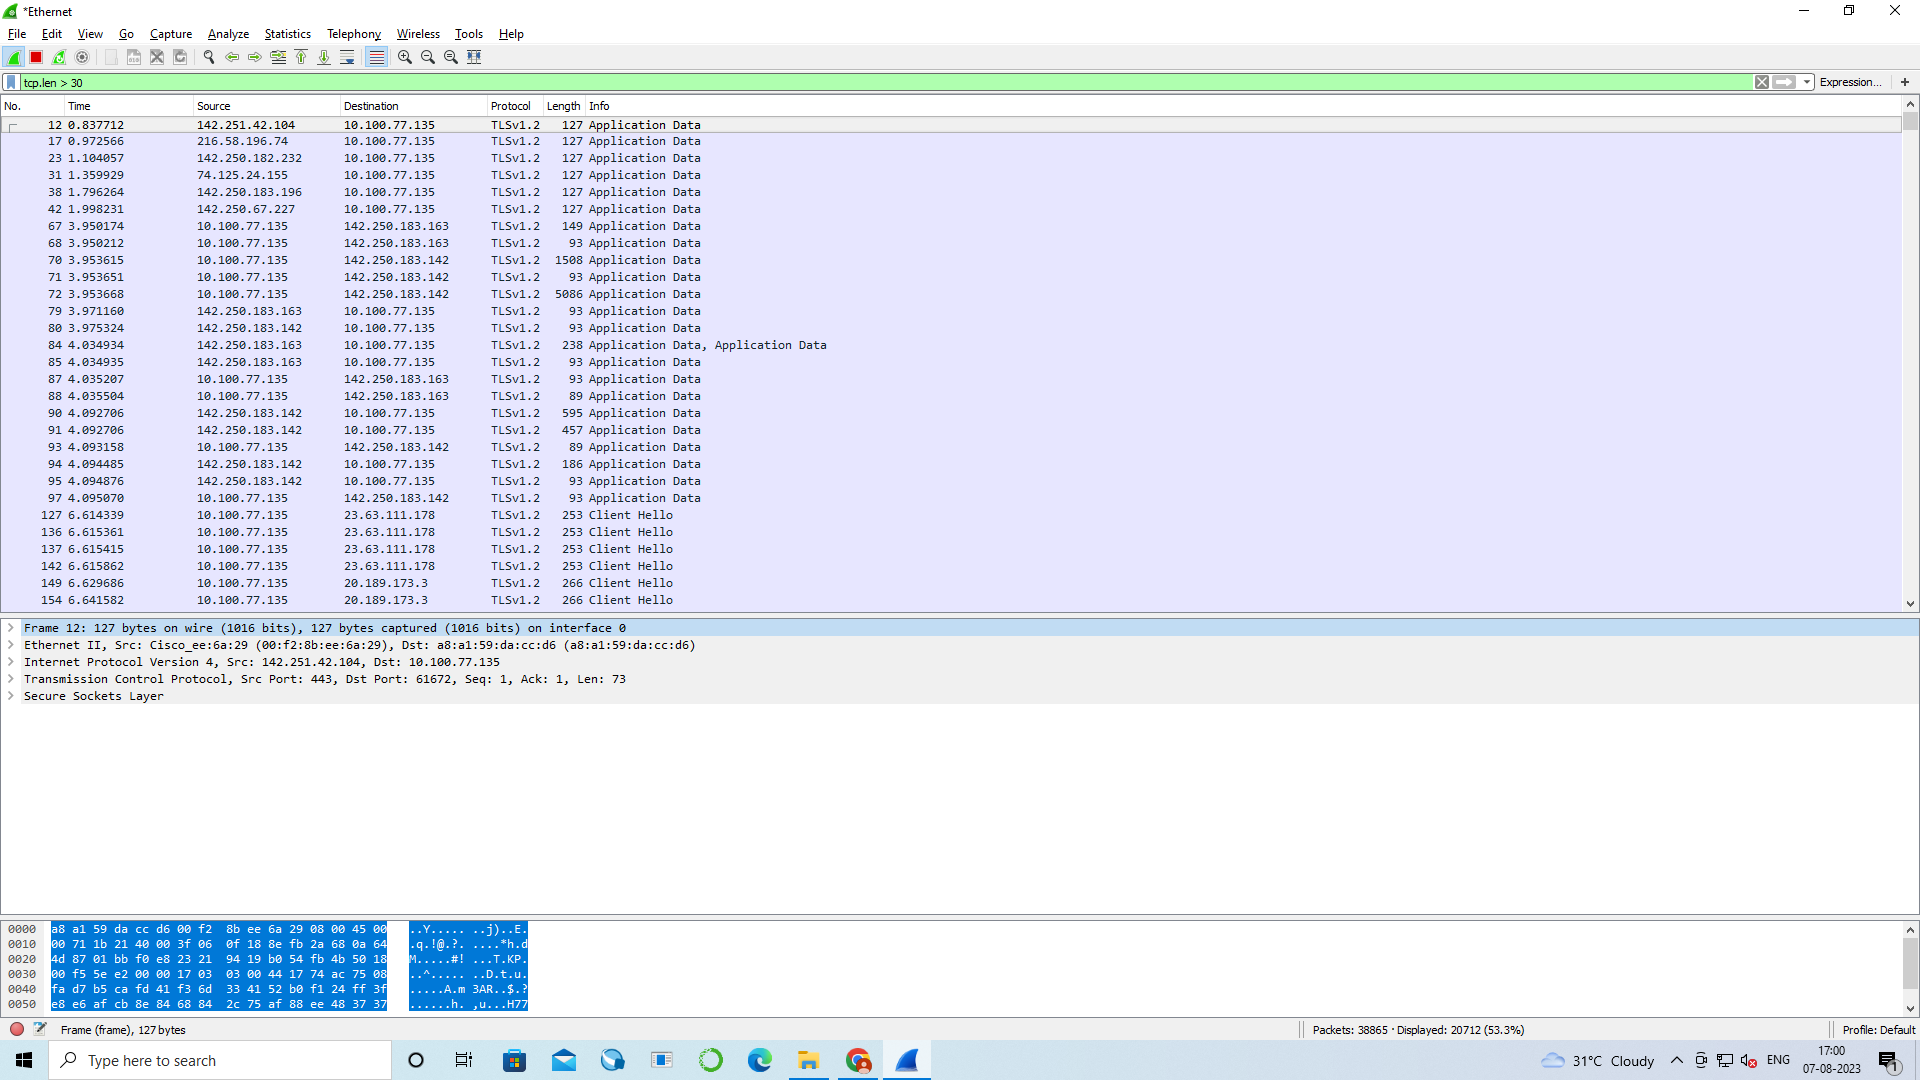 *Ethernet
File Edit View Go Capture Analyze Statistics Telephony Wireless Tools Help
tcp.len > 30 Expression... +
No. Time Source Destination Protocol Length Info
12 0.837712 142.251.42.104 10.100.77.135 TLSv1.2 127 Application Data
17 0.972566 216.58.196.74 10.100.77.135 TLSv1.2 127 Application Data
23 1.104057 142.250.182.232 10.100.77.135 TLSv1.2 127 Application Data
31 1.359929 74.125.24.155 10.100.77.135 TLSv1.2 127 Application Data
38 1.796264 142.250.183.196 10.100.77.135 TLSv1.2 127 Application Data
42 1.998231 142.250.67.227 10.100.77.135 TLSv1.2 127 Application Data
67 3.950174 10.100.77.135 142.250.183.163 TLSv1.2 149 Application Data
68 3.950212 10.100.77.135 142.250.183.163 TLSv1.2 93 Application Data
70 3.953615 10.100.77.135 142.250.183.142 TLSv1.2 1508 Application Data
71 3.953651 10.100.77.135 142.250.183.142 TLSv1.2 93 Application Data
72 3.953668 10.100.77.135 142.250.183.142 TLSv1.2 5086 Application Data
79 3.971160 142.250.183.163 10.100.77.135 TLSv1.2 93 Application Data
80 3.975324 142.250.183.142 10.100.77.135 TLSv1.2 93 Application Data
84 4.034934 142.250.183.163 10.100.77.135 TLSv1.2 238 Application Data, Application Data
85 4.034935 142.250.183.163 10.100.77.135 TLSv1.2 93 Application Data
87 4.035207 10.100.77.135 142.250.183.163 TLSv1.2 93 Application Data
88 4.035504 10.100.77.135 142.250.183.163 TLSv1.2 89 Application Data
90 4.092706 142.250.183.142 10.100.77.135 TLSv1.2 595 Application Data
91 4.092706 142.250.183.142 10.100.77.135 TLSv1.2 457 Application Data
93 4.093158 10.100.77.135 142.250.183.142 TLSv1.2 89 Application Data
94 4.094485 142.250.183.142 10.100.77.135 TLSv1.2 186 Application Data
95 4.094876 142.250.183.142 10.100.77.135 TLSv1.2 93 Application Data
97 4.095070 10.100.77.135 142.250.183.142 TLSv1.2 93 Application Data
127 6.614339 10.100.77.135 23.63.111.178 TLSv1.2 253 Client Hello
136 6.615361 10.100.77.135 23.63.111.178 TLSv1.2 253 Client Hello
137 6.615415 10.100.77.135 23.63.111.178 TLSv1.2 253 Client Hello
142 6.615862 10.100.77.135 23.63.111.178 TLSv1.2 253 Client Hello
149 6.629686 10.100.77.135 20.189.173.3 TLSv1.2 266 Client Hello
154 6.641582 10.100.77.135 20.189.173.3 TLSv1.2 266 Client Hello
Frame 12: 127 bytes on wire (1016 bits), 127 bytes captured (1016 bits) on interface 0
Ethernet II, Src: Cisco_ee:6a:29 (00:f2:8b:ee:6a:29), Dst: a8:a1:59:da:cc:d6 (a8:a1:59:da:cc:d6)
Internet Protocol Version 4, Src: 142.251.42.104, Dst: 10.100.77.135
Transmission Control Protocol, Src Port: 443, Dst Port: 61672, Seq: 1, Ack: 1, Len: 73
Secure Sockets Layer
0000 a8 a1 59 da cc d6 00 f2 8b ee 6a 29 08 00 45 00 ..Y..... ..j)..E.
0010 00 71 1b 21 40 00 3f 06 0f 18 8e fb 2a 68 0a 64 .q.!@.?. ....*h.d
0020 4d 87 01 bb f0 e8 23 21 94 19 b0 54 fb 4b 50 18 M.....#! ...T.KP.
0030 00 f5 5e e2 00 00 17 03 03 00 44 17 74 ac 75 08 ..^..... ..D.t.u.
0040 fa d7 b5 ca fd 41 f3 6d 33 41 52 b0 f1 24 ff 3f .....A.m 3AR..$.?
0050 e8 e6 af cb 8e 84 68 84 2c 75 af 88 ee 48 37 37 ......h. ,u...H77
Frame (frame), 127 bytes Packets: 38865 · Displayed: 20712 (53.3%) Profile: Default
Type here to search 31°C Cloudy ENG 17:00 07-08-2023 1